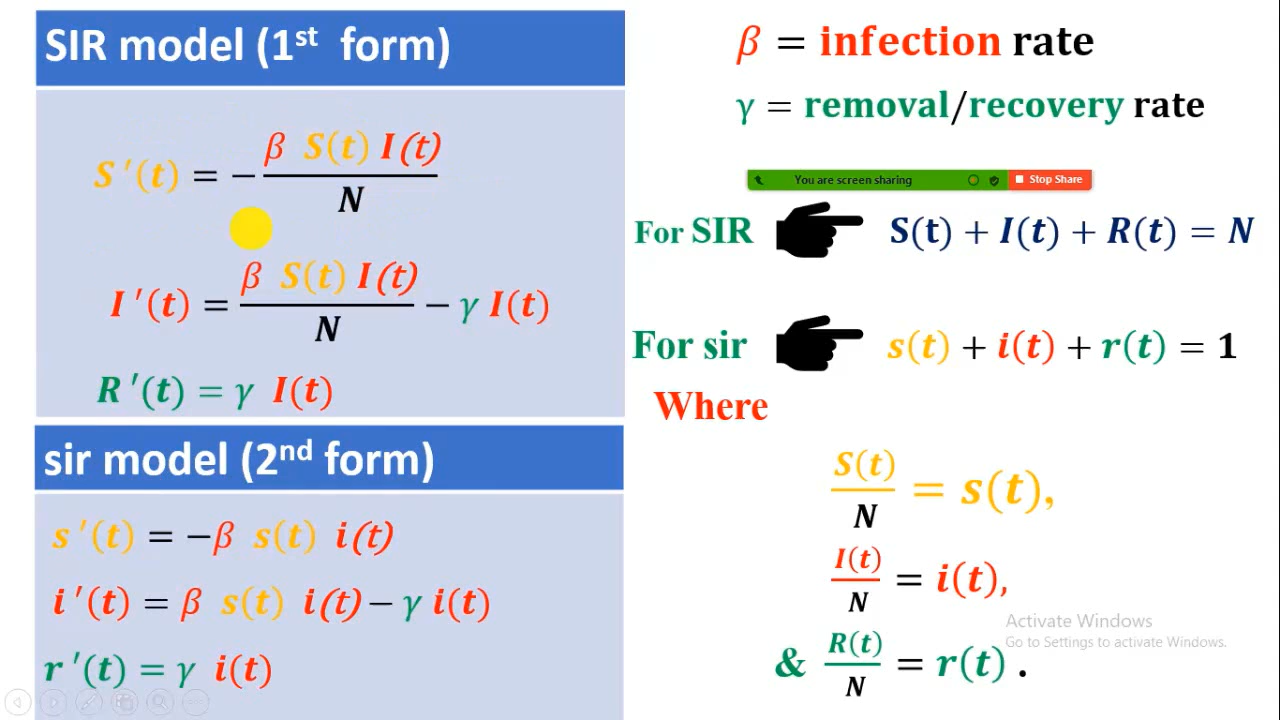 SIR model (1st form)
S′(t) = − β S(t) I(t) / N
I′(t) = β S(t) I(t) / N − γ I(t)
R′(t) = γ I(t)
sir model (2nd form)
s′(t) = −β s(t) i(t)
i′(t) = β s(t) i(t) − γ i(t)
r′(t) = γ i(t)
β = infection rate
γ = removal/recovery rate
You are screen sharing Stop Share
For SIR S(t) + I(t) + R(t) = N
For sir s(t) + i(t) + r(t) = 1
Where
S(t) / N = s(t),
I(t) / N = i(t),
& R(t) / N = r(t) .
Activate Windows
Go to Settings to activate Windows.